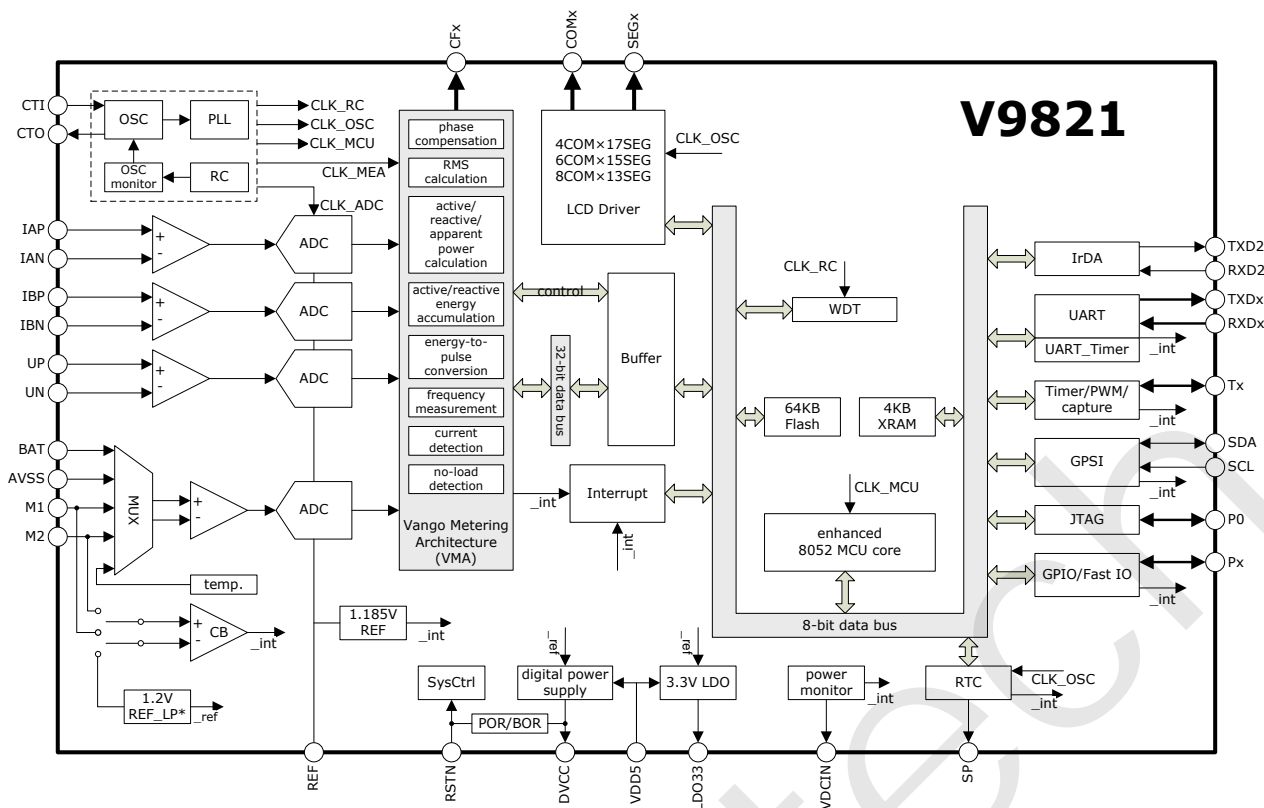 CFx
COMx
SEGx
V9821
CTI
CTO
OSC
PLL
OSC
monitor
RC
CLK_RC
CLK_OSC
CLK_MCU
CLK_MEA
CLK_ADC
IAP
IAN
IBP
IBN
UP
UN
BAT
AVSS
M1
M2
+
-
+
-
+
-
+
-
ADC
ADC
ADC
ADC
MUX
temp.
+
-
CB
_int
1.2V
REF_LP*
_ref
1.185V
REF
_int
phase
compensation
RMS
calculation
active/
reactive/
apparent
power
calculation
active/reactive
energy
accumulation
energy-to-
pulse
conversion
frequency
measurement
current
detection
no-load
detection
Vango Metering
Architecture
(VMA)
4COM×17SEG
6COM×15SEG
8COM×13SEG
LCD Driver
CLK_OSC
control
32-bit data bus
Buffer
_int
Interrupt
_int
CLK_RC
WDT
64KB
Flash
4KB
XRAM
CLK_MCU
enhanced
8052 MCU core
8-bit data bus
IrDA
UART
UART_Timer
_int
Timer/PWM/
capture
_int
GPSI
_int
JTAG
GPIO/Fast IO
_int
TXD2
RXD2
TXDx
RXDx
Tx
SDA
SCL
P0
Px
SysCtrl
POR/BOR
_ref
digital power
supply
_ref
3.3V LDO
power
monitor
_int
RTC
CLK_OSC
_int
REF
RSTN
DVCC
VDD5
LDO33
VDCIN
SP
tech